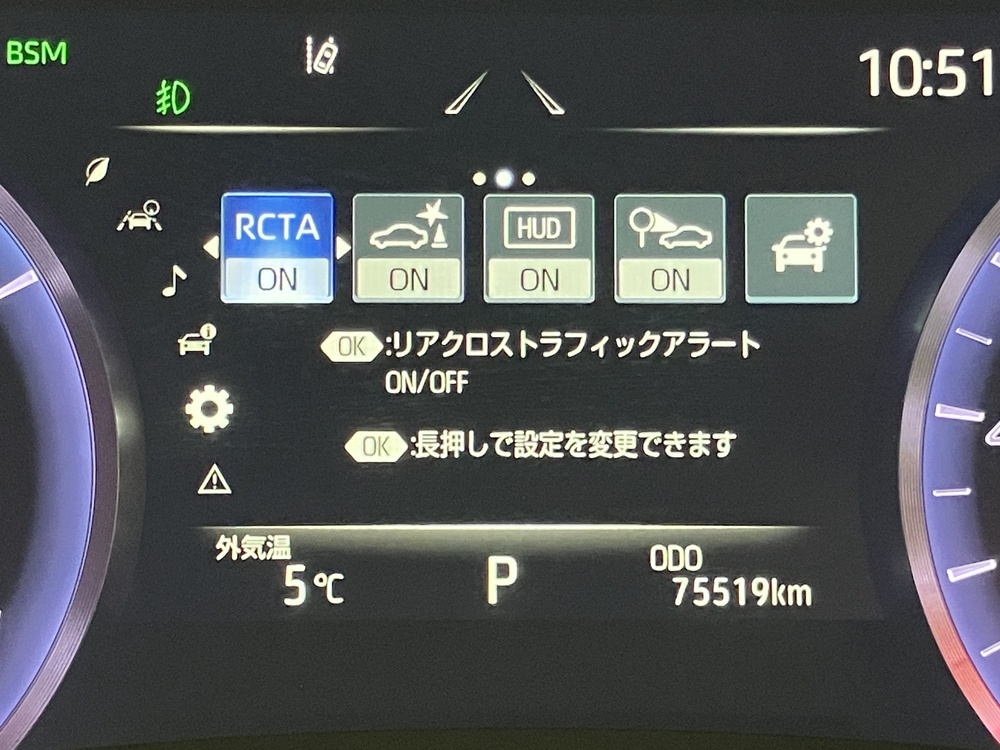 BSM
10:51
RCTA
ON
ON
HUD
ON
ON
OK:リアクロストラフィックアラート
ON/OFF
OK:長押しで設定を変更できます
外気温
5℃
P
ODO
75519km